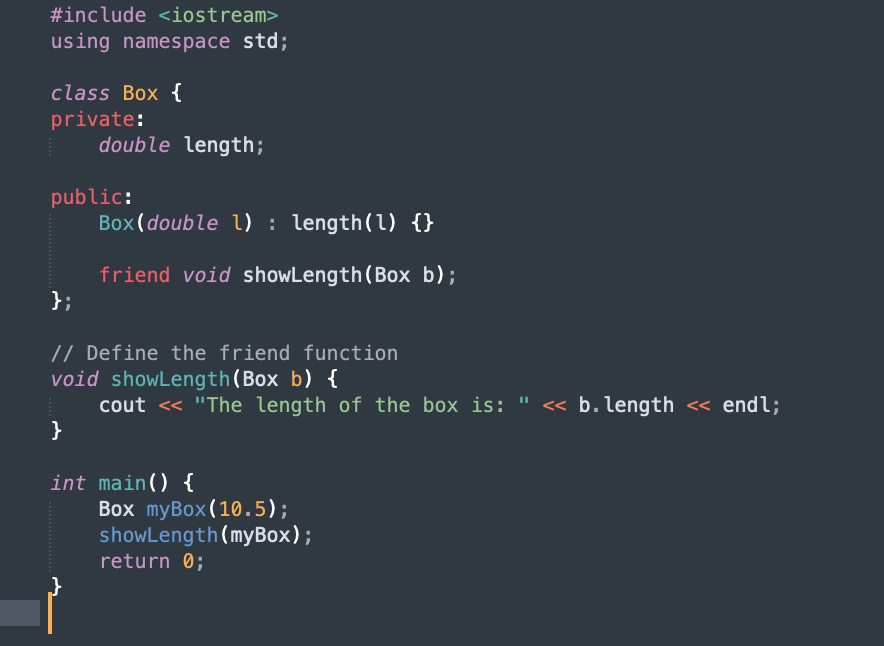 #include <iostream>
using namespace std;

class Box {
private:
    double length;

public:
    Box(double l) : length(l) {}

    friend void showLength(Box b);
};

// Define the friend function
void showLength(Box b) {
    cout << "The length of the box is: " << b.length << endl;
}

int main() {
    Box myBox(10.5);
    showLength(myBox);
    return 0;
}